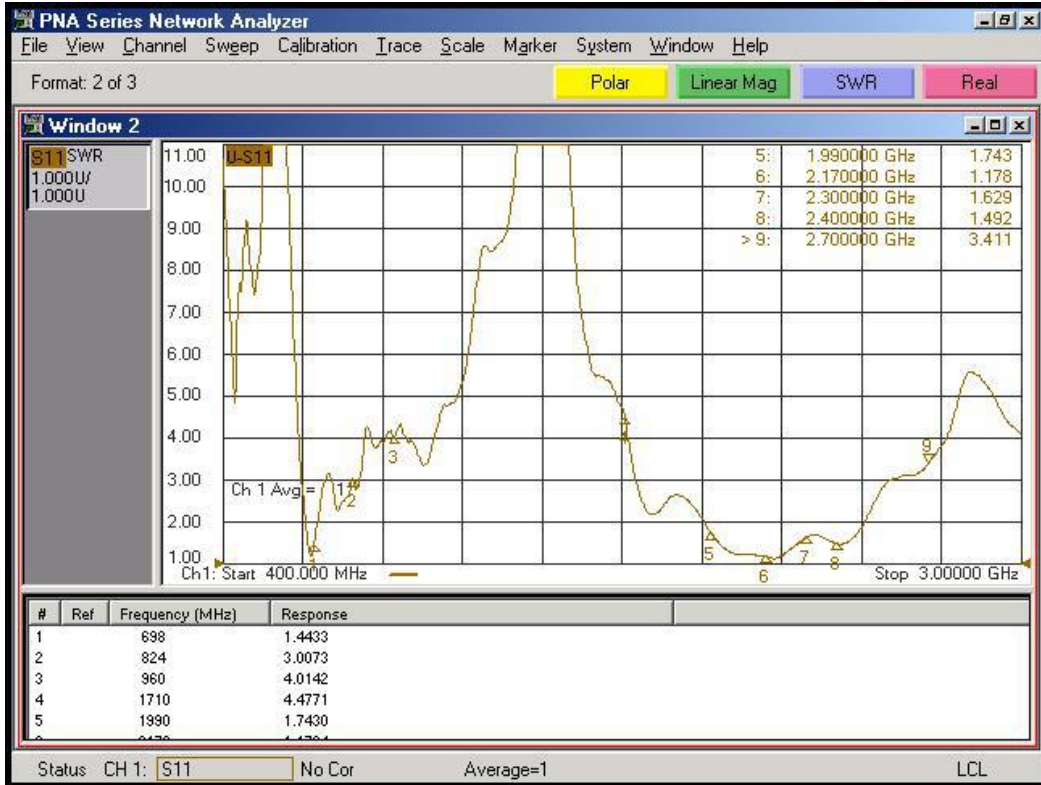 PNA Series Network Analyzer
File View Channel Sweep Calibration Trace Scale Marker System Window Help
Format: 2 of 3 Polar Linear Mag SWR Real
Window 2
S11 SWR
1.000U/
1.000U
U-S11
11.00
10.00
9.00
8.00
7.00
6.00
5.00
4.00
3.00
2.00
1.00
5: 1.990000 GHz 1.743
6: 2.170000 GHz 1.178
7: 2.300000 GHz 1.629
8: 2.400000 GHz 1.492
> 9: 2.700000 GHz 3.411
Ch 1 Avg = 1
1
2
3
4
5
6
7
8
9
Ch1: Start 400.000 MHz Stop 3.00000 GHz
# Ref Frequency (MHz) Response
1 698 1.4433
2 824 3.0073
3 960 4.0142
4 1710 4.4771
5 1990 1.7430
Status CH 1: S11 No Cor Average=1 LCL